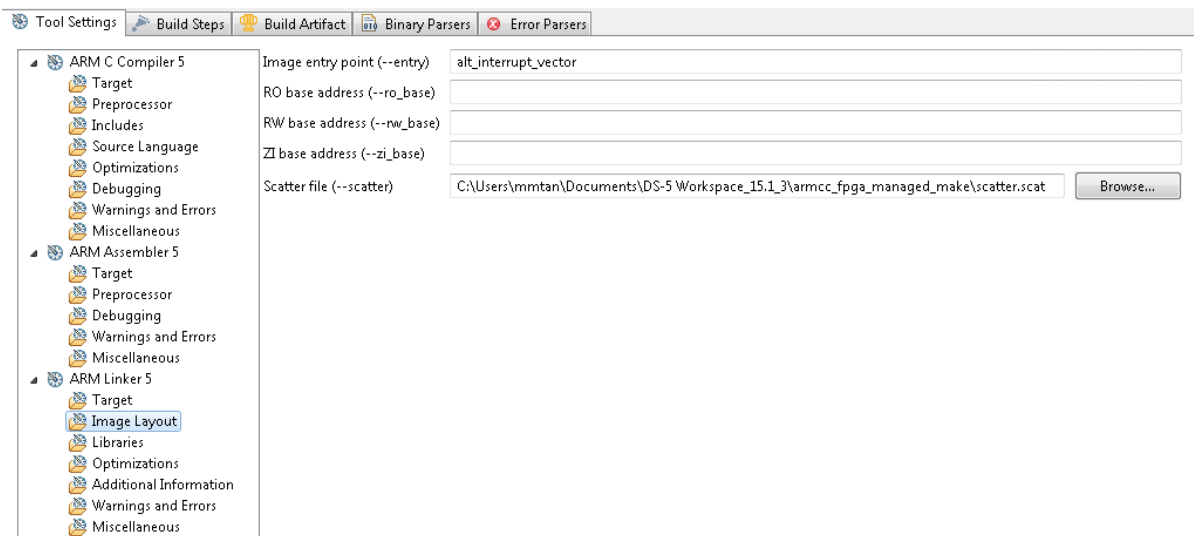 Tool Settings Build Steps Build Artifact Binary Parsers Error Parsers
ARM C Compiler 5
Target
Preprocessor
Includes
Source Language
Optimizations
Debugging
Warnings and Errors
Miscellaneous
ARM Assembler 5
Target
Preprocessor
Debugging
Warnings and Errors
Miscellaneous
ARM Linker 5
Target
Image Layout
Libraries
Optimizations
Additional Information
Warnings and Errors
Miscellaneous
Image entry point (--entry) alt_interrupt_vector
RO base address (--ro_base)
RW base address (--rw_base)
ZI base address (--zi_base)
Scatter file (--scatter) C:\Users\mmtan\Documents\DS-5 Workspace_15.1_3\armcc_fpga_managed_make\scatter.scat Browse...